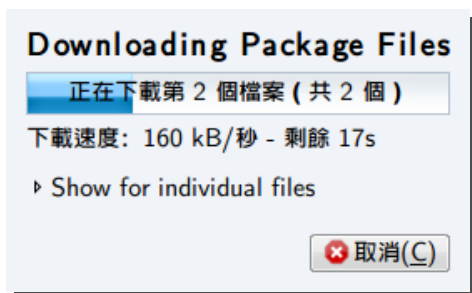 Downloading Package Files
正在下載第 2 個檔案 ( 共 2 個 )
下載速度: 160 kB/秒 - 剩餘 17s
Show for individual files
取消(C)